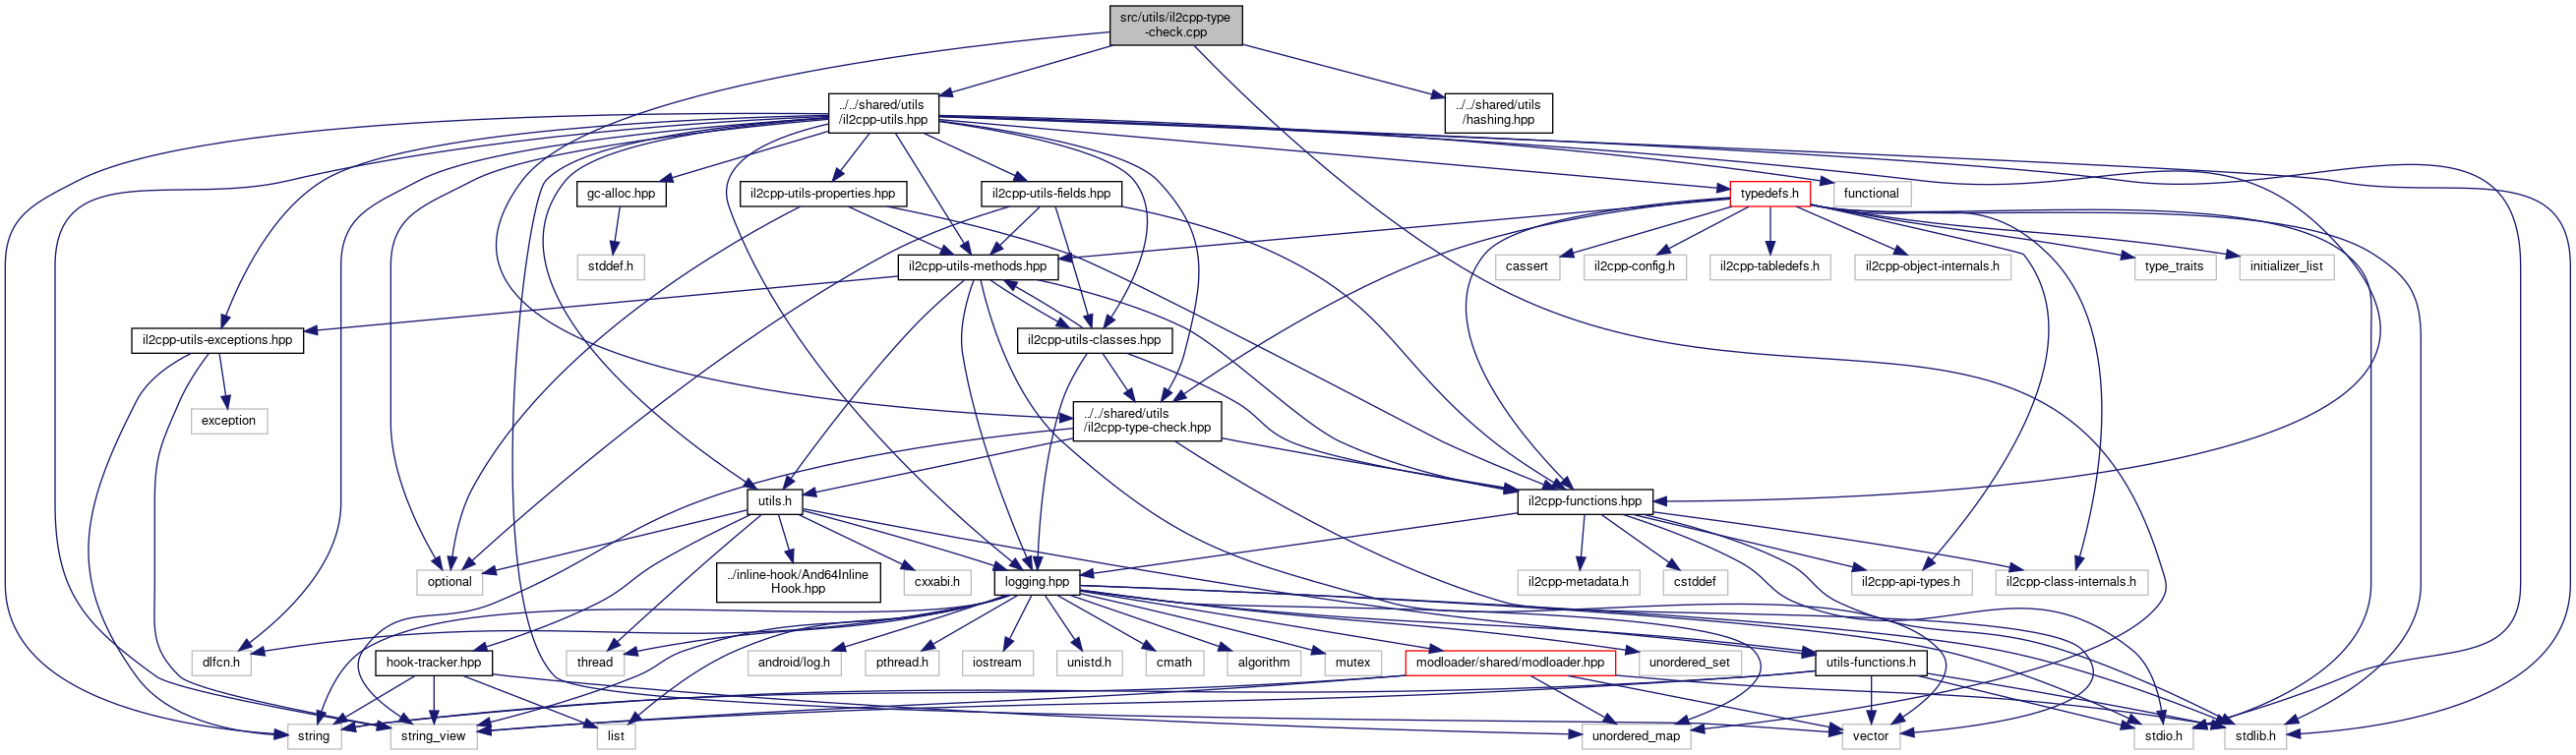 src/utils/il2cpp-type
-check.cpp
../../shared/utils
/il2cpp-utils.hpp
../../shared/utils
/hashing.hpp
gc-alloc.hpp
il2cpp-utils-properties.hpp
il2cpp-utils-fields.hpp
typedefs.h
functional
stddef.h
il2cpp-utils-methods.hpp
cassert
il2cpp-config.h
il2cpp-tabledefs.h
il2cpp-object-internals.h
type_traits
initializer_list
il2cpp-utils-exceptions.hpp
il2cpp-utils-classes.hpp
exception
../../shared/utils
/il2cpp-type-check.hpp
utils.h
il2cpp-functions.hpp
optional
../inline-hook/And64Inline
Hook.hpp
cxxabi.h
logging.hpp
il2cpp-metadata.h
cstddef
il2cpp-api-types.h
il2cpp-class-internals.h
dlfcn.h
hook-tracker.hpp
thread
android/log.h
pthread.h
iostream
unistd.h
cmath
algorithm
mutex
modloader/shared/modloader.hpp
unordered_set
utils-functions.h
string
string_view
list
unordered_map
vector
stdio.h
stdlib.h